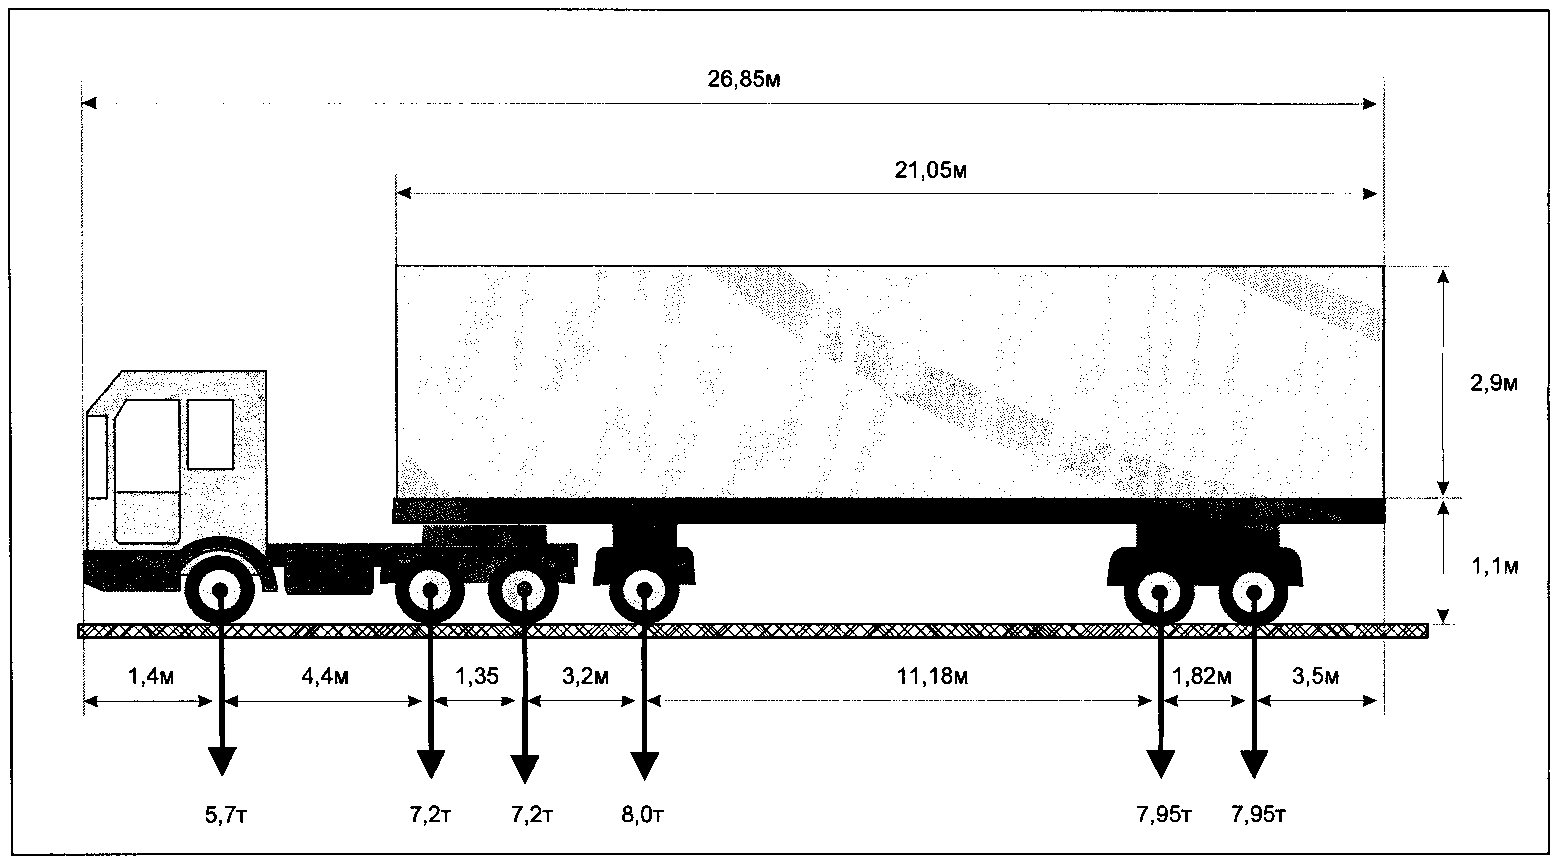 26,85м
21,05м
2,9м
1,1м
1,4м 4,4м 1,35 3,2м 11,18м 1,82м 3,5м
5,7т 7,2т 7,2т 8,0т 7,95т 7,95т